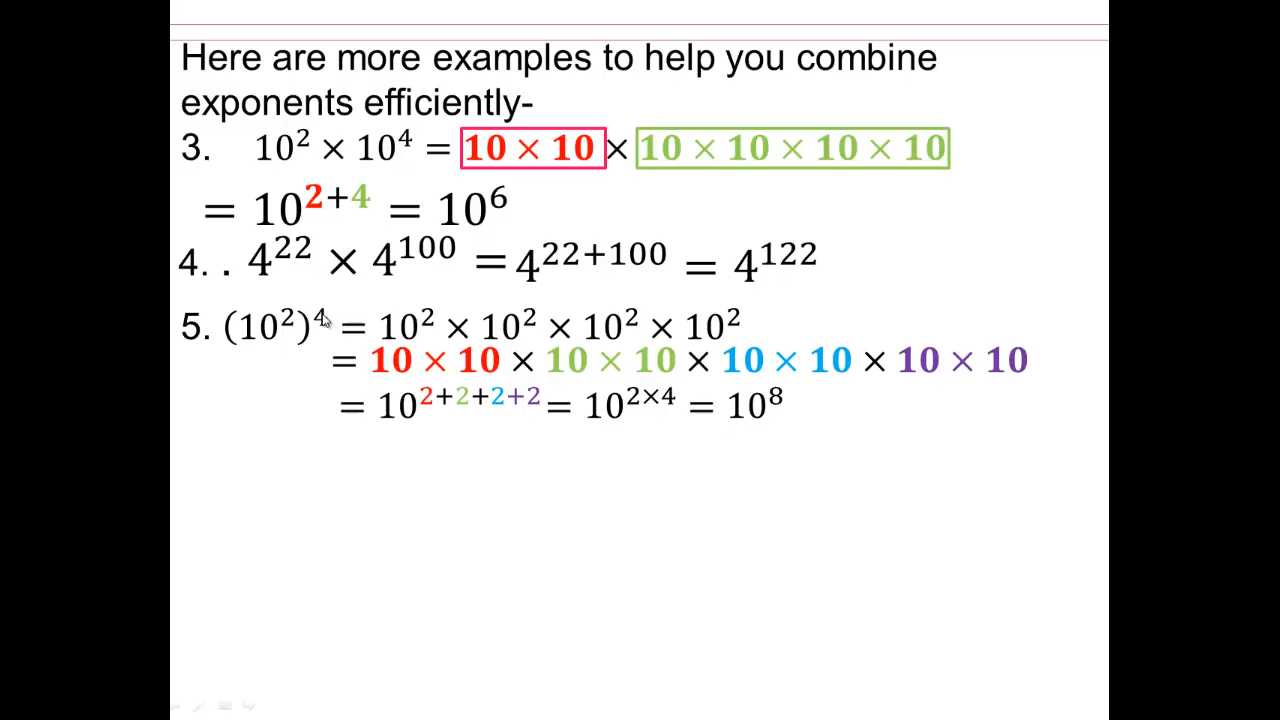 Here are more examples to help you combine
exponents efficiently-
3. 10² × 10⁴ = 10 × 10 × 10 × 10 × 10 × 10
= 10²⁺⁴ = 10⁶
4. . 4²² × 4¹⁰⁰ = 4²²⁺¹⁰⁰ = 4¹²²
5. (10²)⁴ = 10² × 10² × 10² × 10²
= 10 × 10 × 10 × 10 × 10 × 10 × 10 × 10
= 10²⁺²⁺²⁺² = 10²˟⁴ = 10⁸